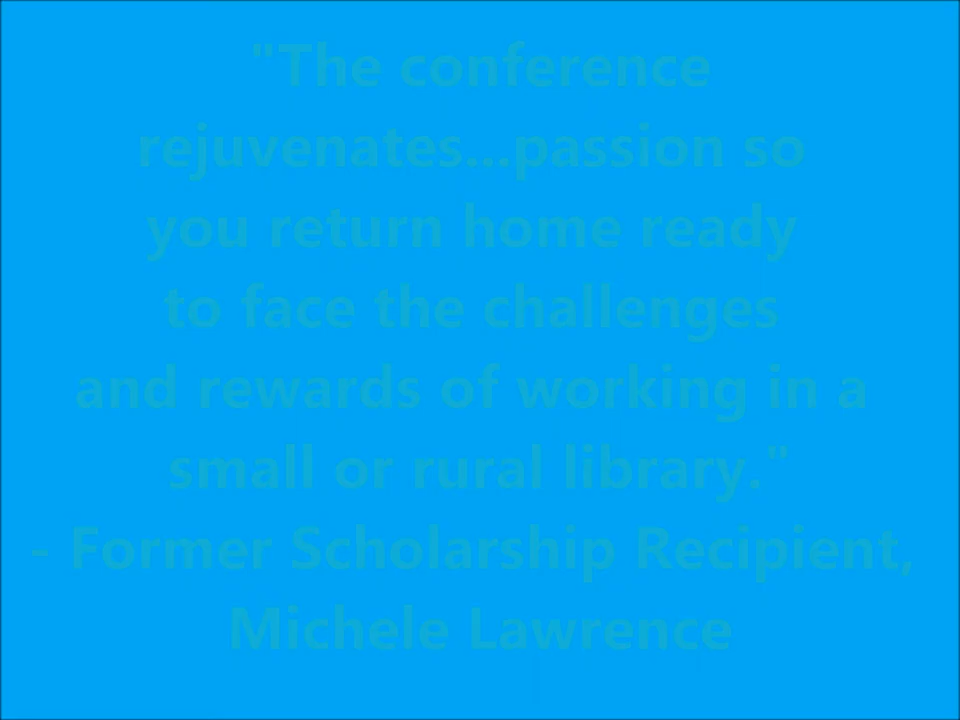 "The conference
rejuvenates...passion so
you return home ready
to face the challenges
and rewards of working in a
small or rural library."
- Former Scholarship Recipient,
Michele Lawrence